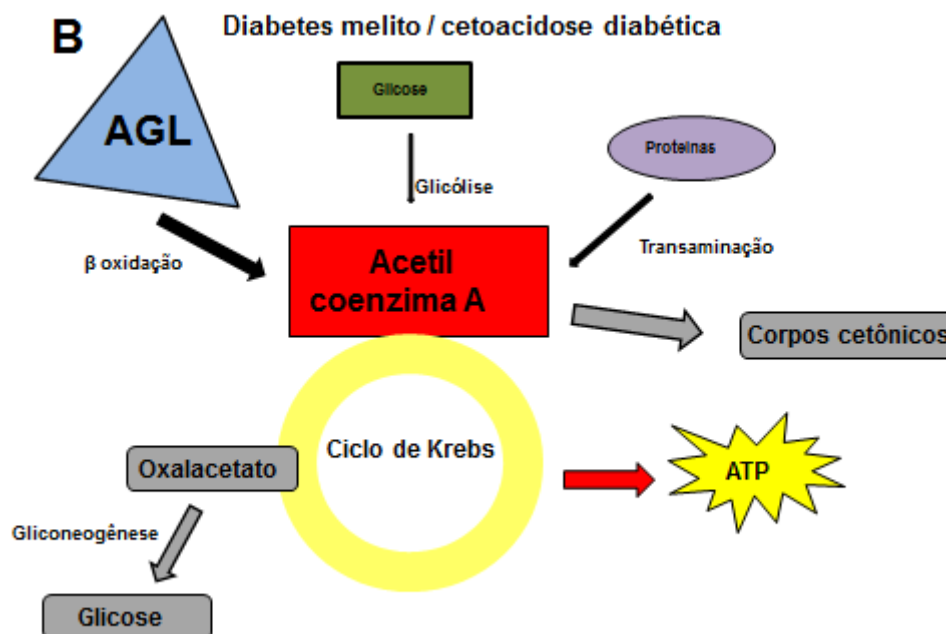 B
Diabetes melito / cetoacidose diabética
AGL
Glicose
Proteínas
Glicólise
β oxidação
Transaminação
Acetil
coenzima A
Corpos cetônicos
Ciclo de Krebs
Oxalacetato
ATP
Gliconeogênese
Glicose